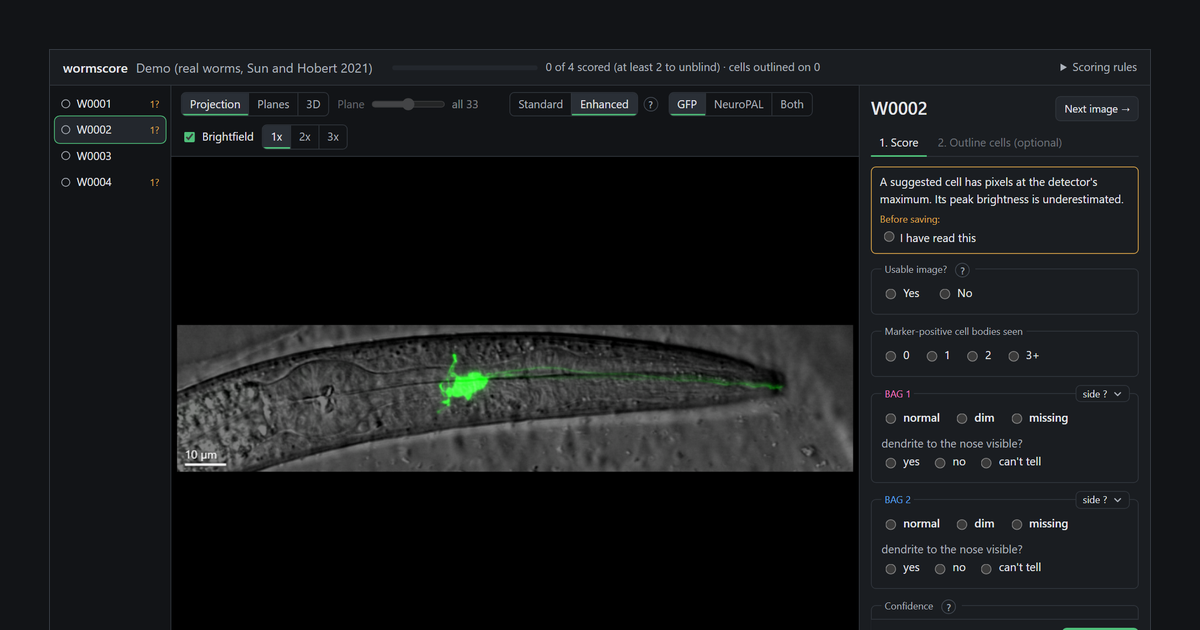 wormscore Demo (real worms, Sun and Hobert 2021) 0 of 4 scored (at least 2 to unblind) · cells outlined on 0 ▶ Scoring rules
W0001 1?
W0002 1?
W0003
W0004 1?
Projection Planes 3D Plane all 33 Standard Enhanced ? GFP NeuroPAL Both
Brightfield 1x 2x 3x
10 µm
W0002 Next image →
1. Score 2. Outline cells (optional)
A suggested cell has pixels at the detector's
maximum. Its peak brightness is underestimated.
Before saving:
I have read this
Usable image? ?
Yes No
Marker-positive cell bodies seen
0 1 2 3+
BAG 1 side ?
normal dim missing
dendrite to the nose visible?
yes no can't tell
BAG 2 side ?
normal dim missing
dendrite to the nose visible?
yes no can't tell
Confidence ?